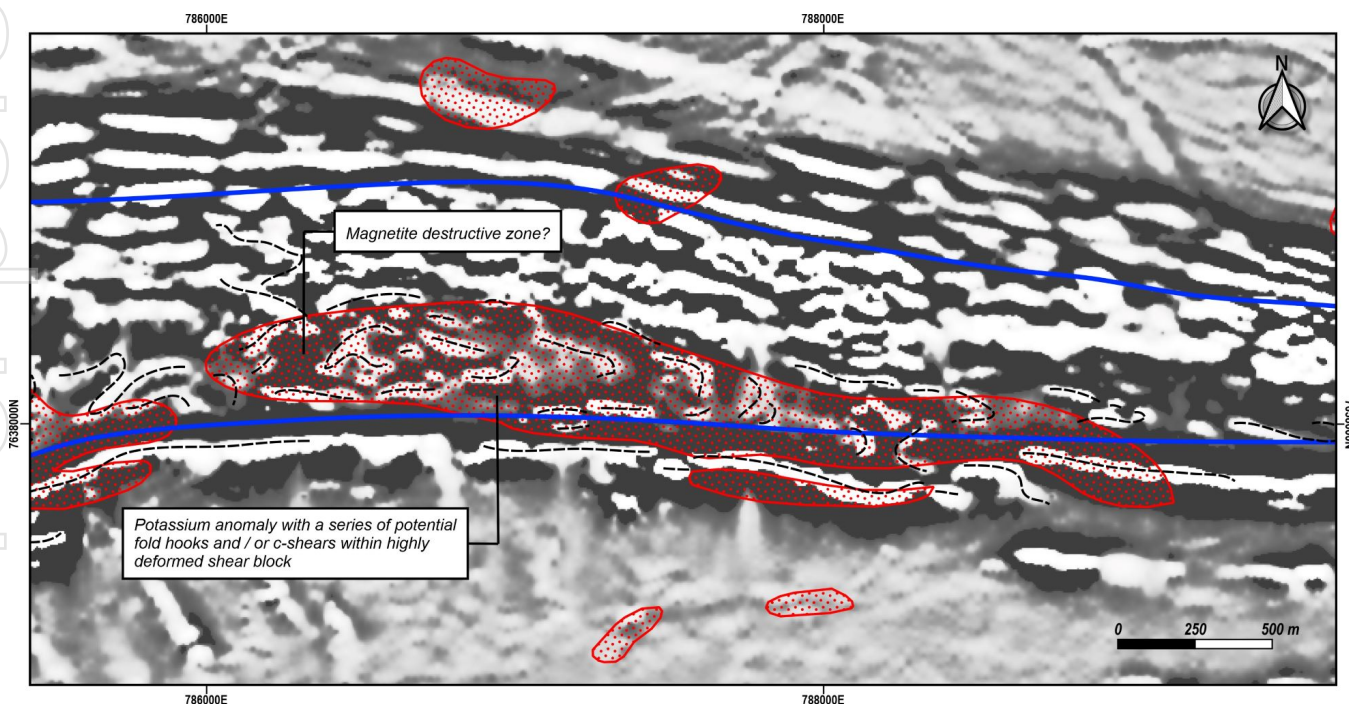 786000E
788000E
N
Magnetite destructive zone?
7638000N
7638000N
Potassium anomaly with a series of potential
fold hooks and / or c-shears within highly
deformed shear block
0 250 500 m
786000E
788000E